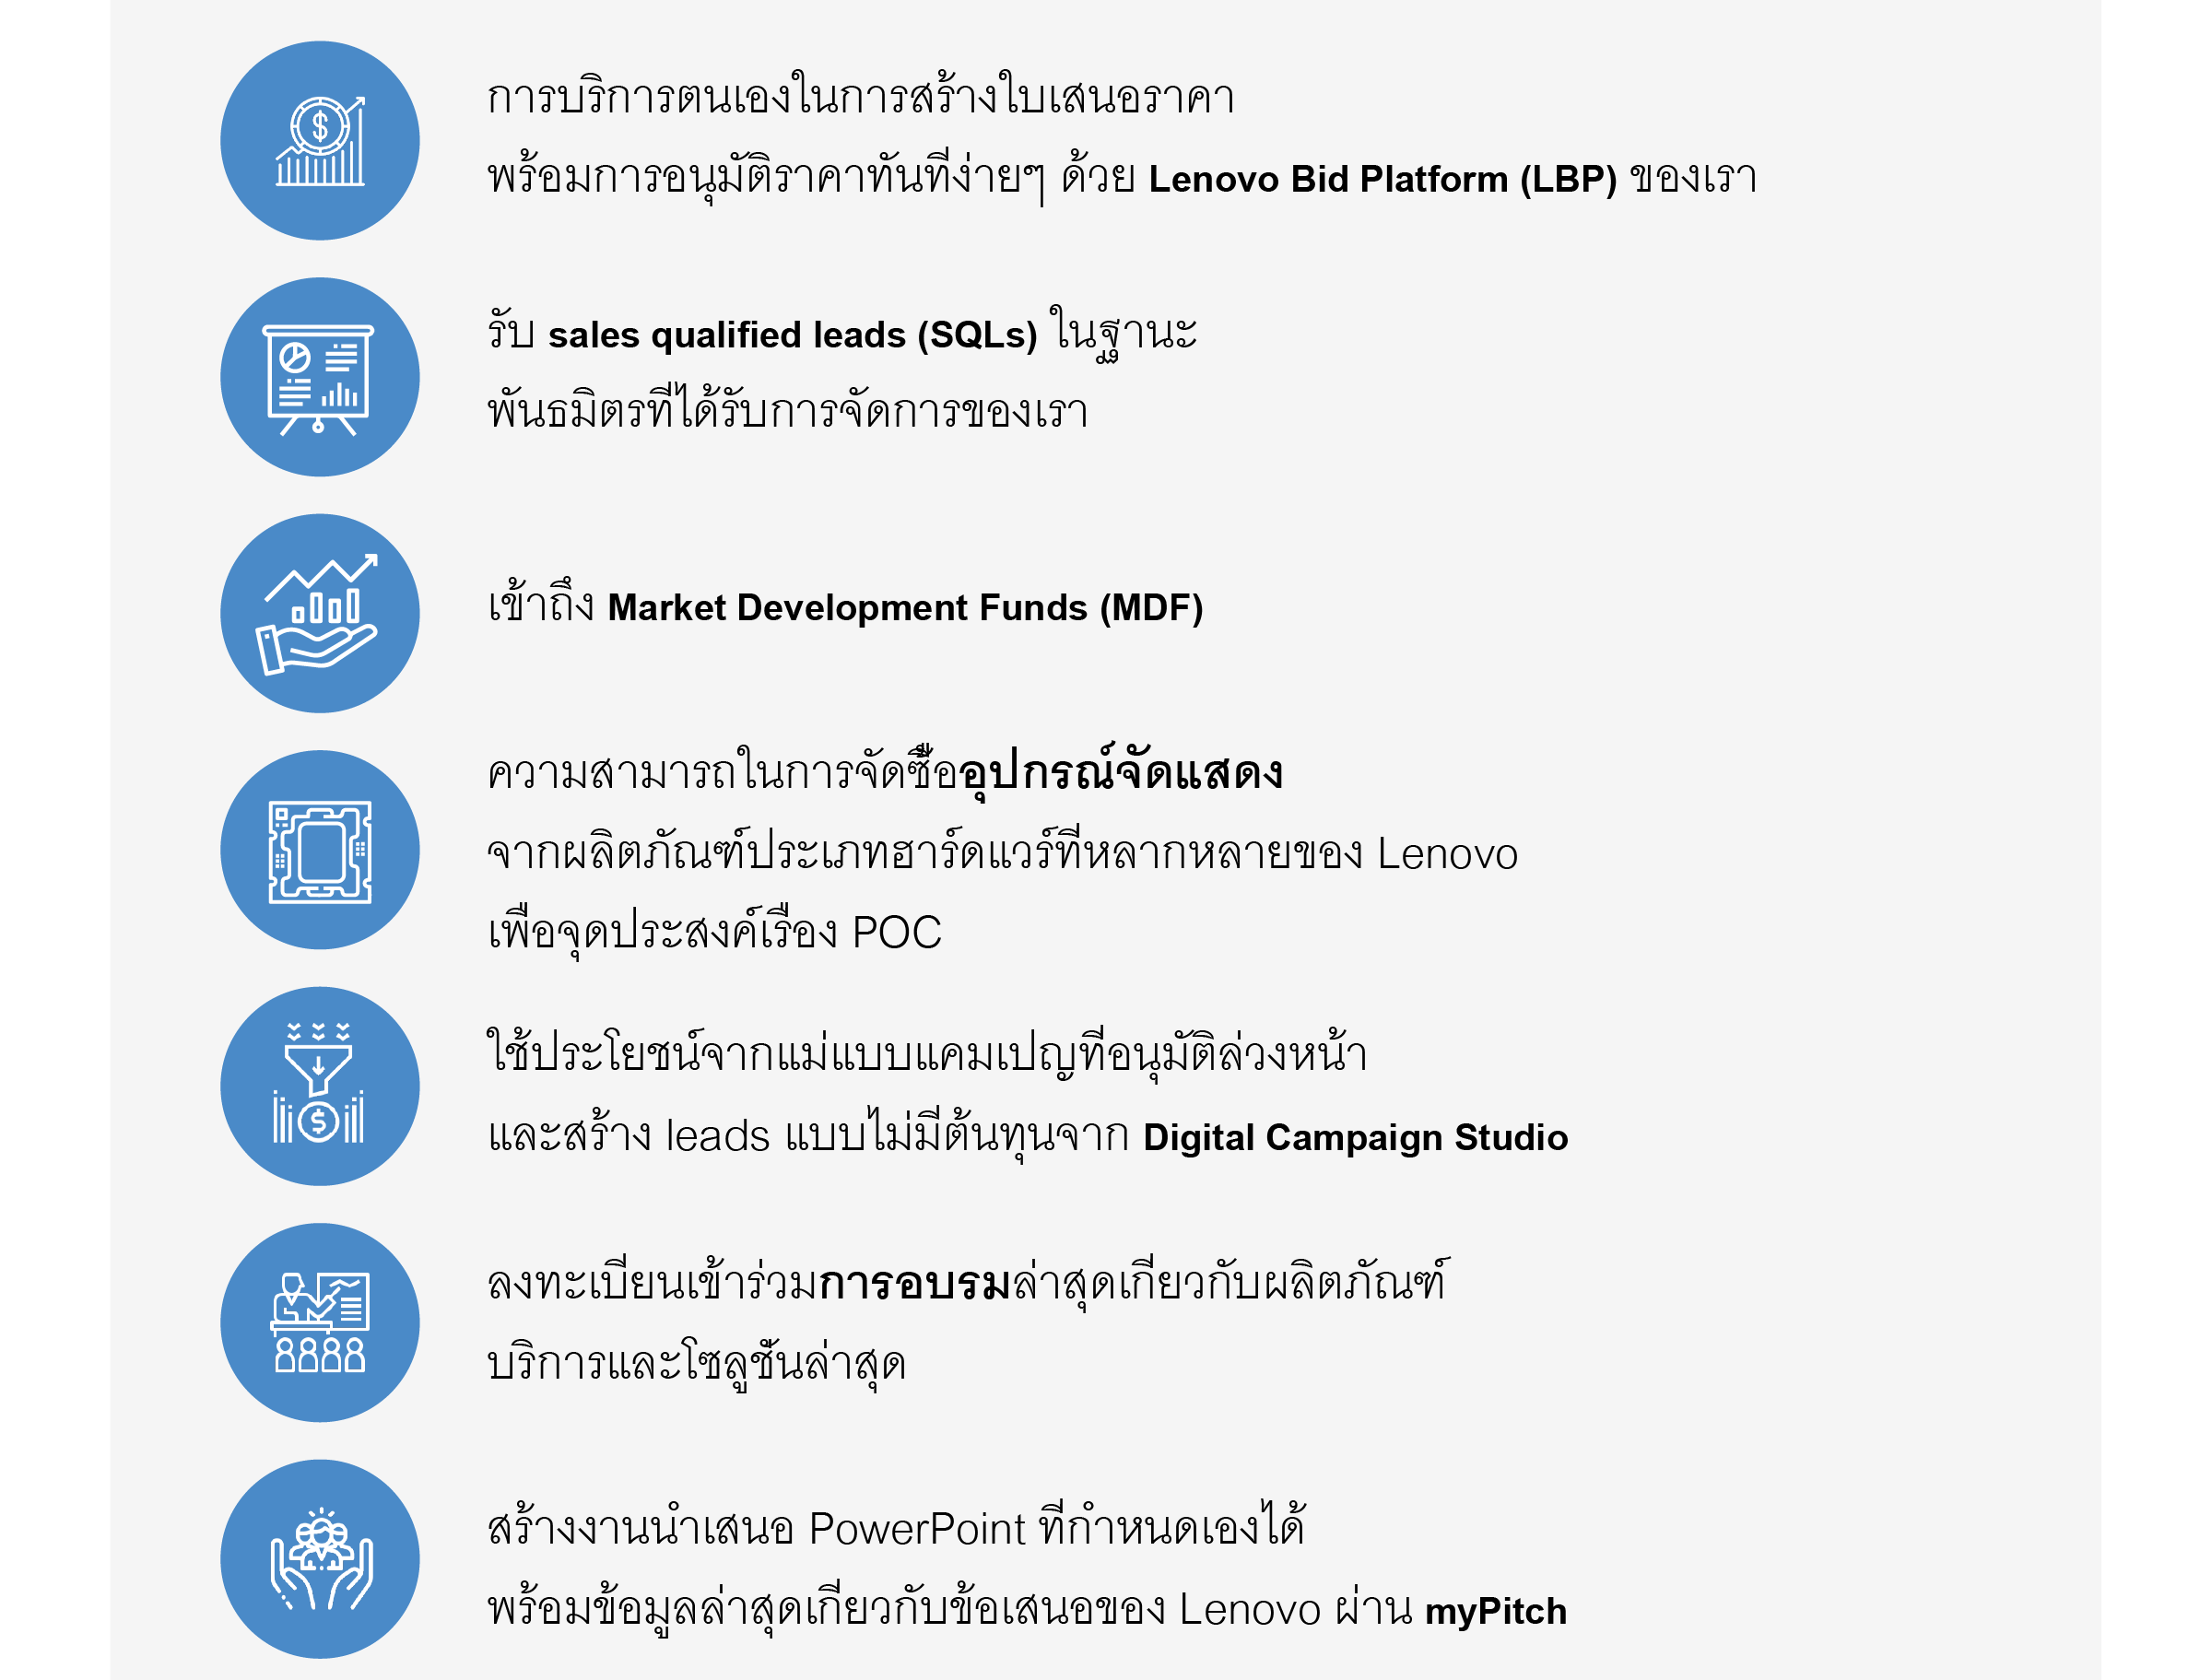 การบริการตนเองในการสร้างใบเสนอราคา
พร้อมการอนุมัติราคาทันทีง่ายๆ ด้วย Lenovo Bid Platform (LBP) ของเรา
รับ sales qualified leads (SQLs) ในฐานะ
พันธมิตรที่ได้รับการจัดการของเรา
เข้าถึง Market Development Funds (MDF)
ความสามารถในการจัดซื้ออุปกรณ์จัดแสดง
จากผลิตภัณฑ์ประเภทฮาร์ดแวร์ที่หลากหลายของ Lenovo
เพื่อจุดประสงค์เรื่อง POC
ใช้ประโยชน์จากแม่แบบแคมเปญที่อนุมัติล่วงหน้า
และสร้าง leads แบบไม่มีต้นทุนจาก Digital Campaign Studio
ลงทะเบียนเข้าร่วมการอบรมล่าสุดเกี่ยวกับผลิตภัณฑ์
บริการและโซลูชันล่าสุด
สร้างงานนำเสนอ PowerPoint ที่กำหนดเองได้
พร้อมข้อมูลล่าสุดเกี่ยวกับข้อเสนอของ Lenovo ผ่าน myPitch